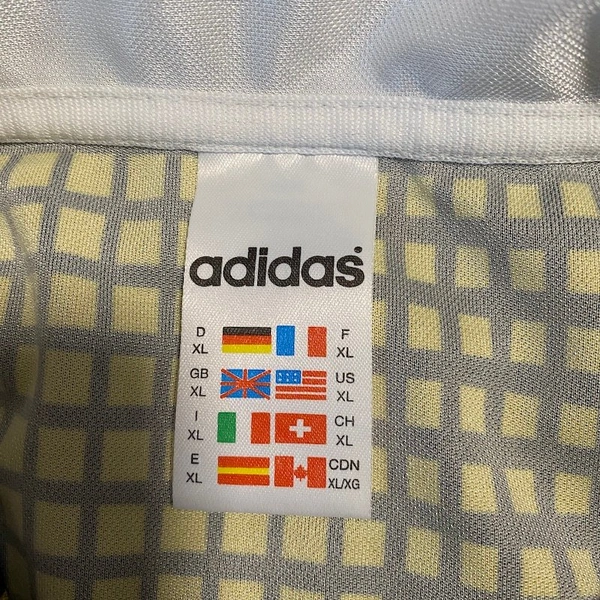 adidas
D F
XL XL
GB US
XL XL
I CH
XL XL
E CDN
XL XL/XG